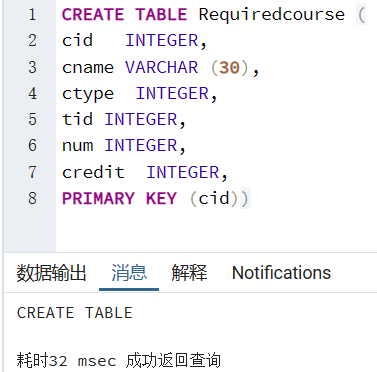 1 CREATE TABLE Requiredcourse (
2 cid   INTEGER,
3 cname VARCHAR (30),
4 ctype  INTEGER,
5 tid INTEGER,
6 num INTEGER,
7 credit  INTEGER,
8 PRIMARY KEY (cid))
数据输出 消息 解释 Notifications
CREATE TABLE
耗时32 msec 成功返回查询